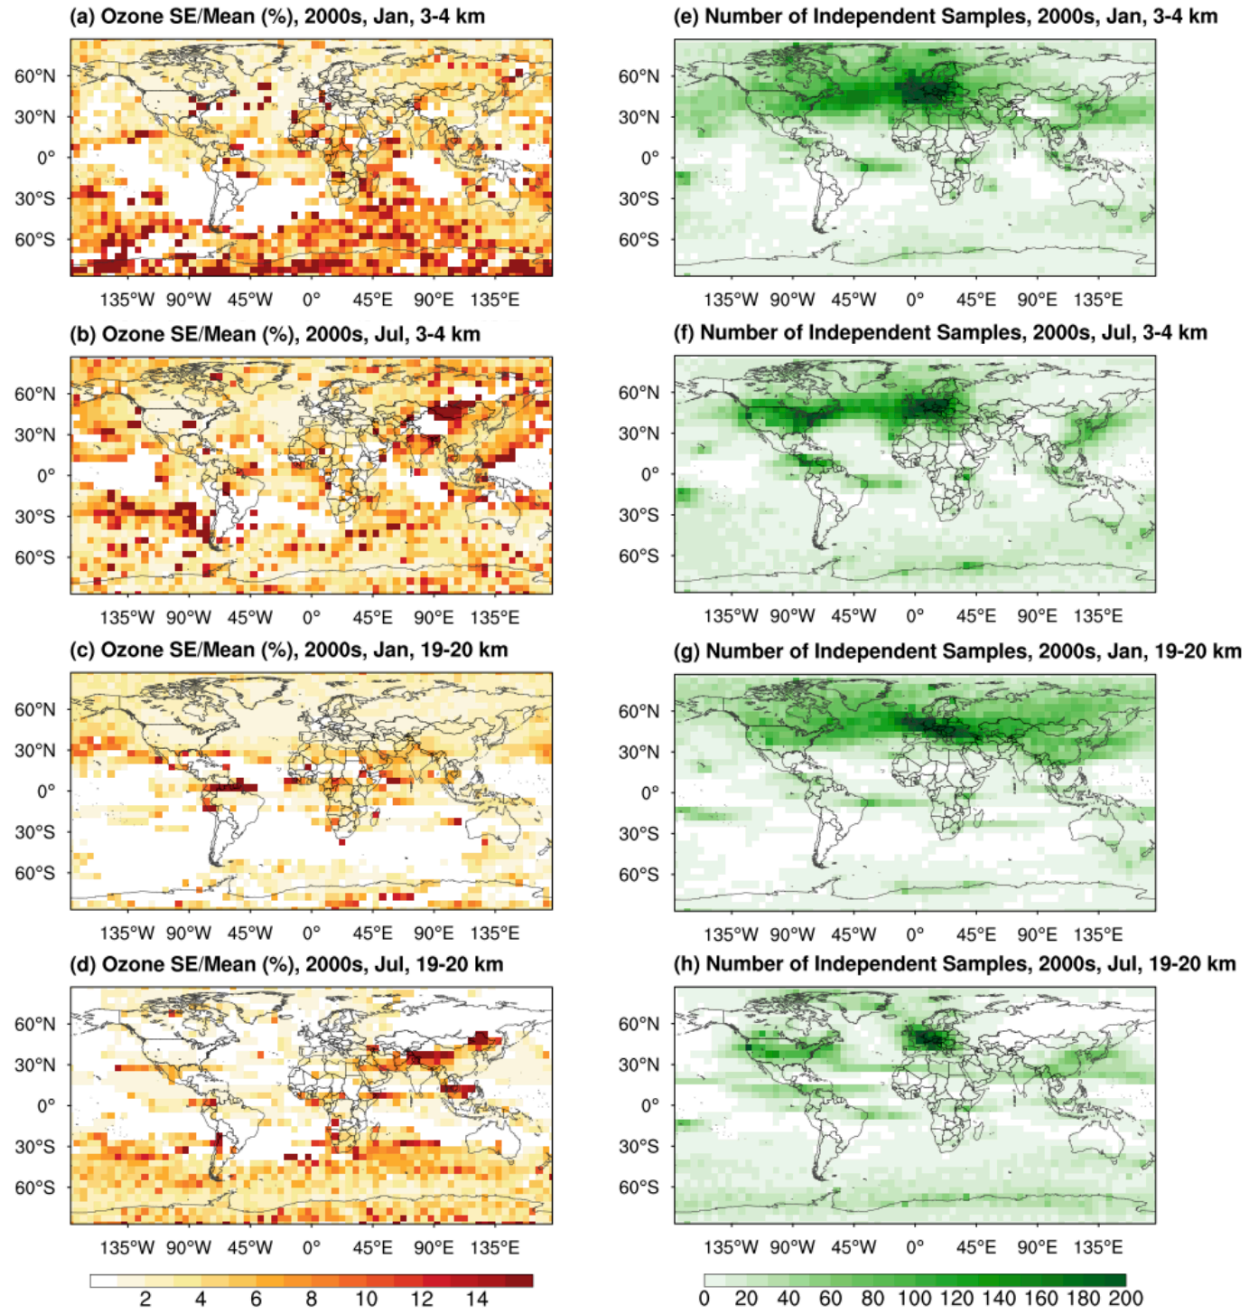 (a) Ozone SE/Mean (%), 2000s, Jan, 3-4 km
60°N
30°N
0°
30°S
60°S
135°W 90°W 45°W 0° 45°E 90°E 135°E
(e) Number of Independent Samples, 2000s, Jan, 3-4 km
60°N
30°N
0°
30°S
60°S
135°W 90°W 45°W 0° 45°E 90°E 135°E
(b) Ozone SE/Mean (%), 2000s, Jul, 3-4 km
60°N
30°N
0°
30°S
60°S
135°W 90°W 45°W 0° 45°E 90°E 135°E
(f) Number of Independent Samples, 2000s, Jul, 3-4 km
60°N
30°N
0°
30°S
60°S
135°W 90°W 45°W 0° 45°E 90°E 135°E
(c) Ozone SE/Mean (%), 2000s, Jan, 19-20 km
60°N
30°N
0°
30°S
60°S
135°W 90°W 45°W 0° 45°E 90°E 135°E
(g) Number of Independent Samples, 2000s, Jan, 19-20 km
60°N
30°N
0°
30°S
60°S
135°W 90°W 45°W 0° 45°E 90°E 135°E
(d) Ozone SE/Mean (%), 2000s, Jul, 19-20 km
60°N
30°N
0°
30°S
60°S
135°W 90°W 45°W 0° 45°E 90°E 135°E
(h) Number of Independent Samples, 2000s, Jul, 19-20 km
60°N
30°N
0°
30°S
60°S
135°W 90°W 45°W 0° 45°E 90°E 135°E
2 4 6 8 10 12 14
0 20 40 60 80 100 120 140 160 180 200